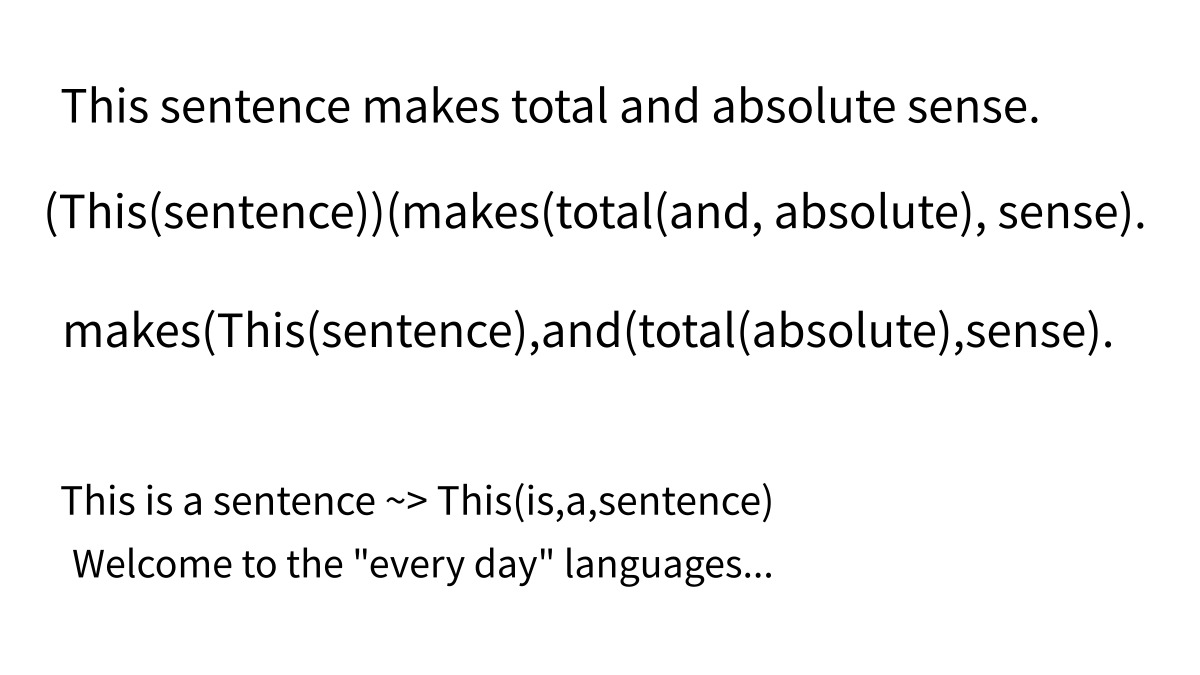 This sentence makes total and absolute sense.
(This(sentence))(makes(total(and, absolute), sense).
makes(This(sentence),and(total(absolute),sense).
This is a sentence ~> This(is,a,sentence)
Welcome to the "every day" languages...